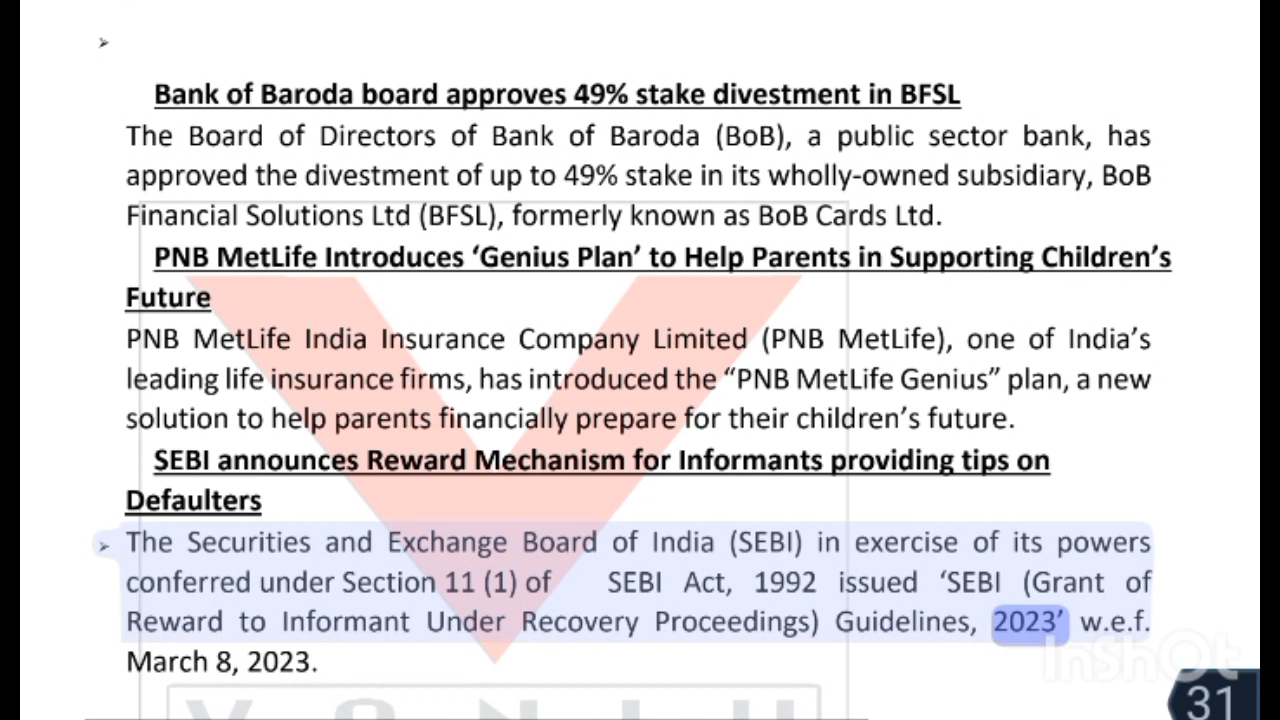 Bank of Baroda board approves 49% stake divestment in BFSL
The Board of Directors of Bank of Baroda (BoB), a public sector bank, has
approved the divestment of up to 49% stake in its wholly-owned subsidiary, BoB
Financial Solutions Ltd (BFSL), formerly known as BoB Cards Ltd.
PNB MetLife Introduces ‘Genius Plan’ to Help Parents in Supporting Children’s
Future
PNB MetLife India Insurance Company Limited (PNB MetLife), one of India’s
leading life insurance firms, has introduced the “PNB MetLife Genius” plan, a new
solution to help parents financially prepare for their children’s future.
SEBI announces Reward Mechanism for Informants providing tips on
Defaulters
➢ The Securities and Exchange Board of India (SEBI) in exercise of its powers
conferred under Section 11 (1) of SEBI Act, 1992 issued ‘SEBI (Grant of
Reward to Informant Under Recovery Proceedings) Guidelines, 2023’ w.e.f.
March 8, 2023.
InShOt
31